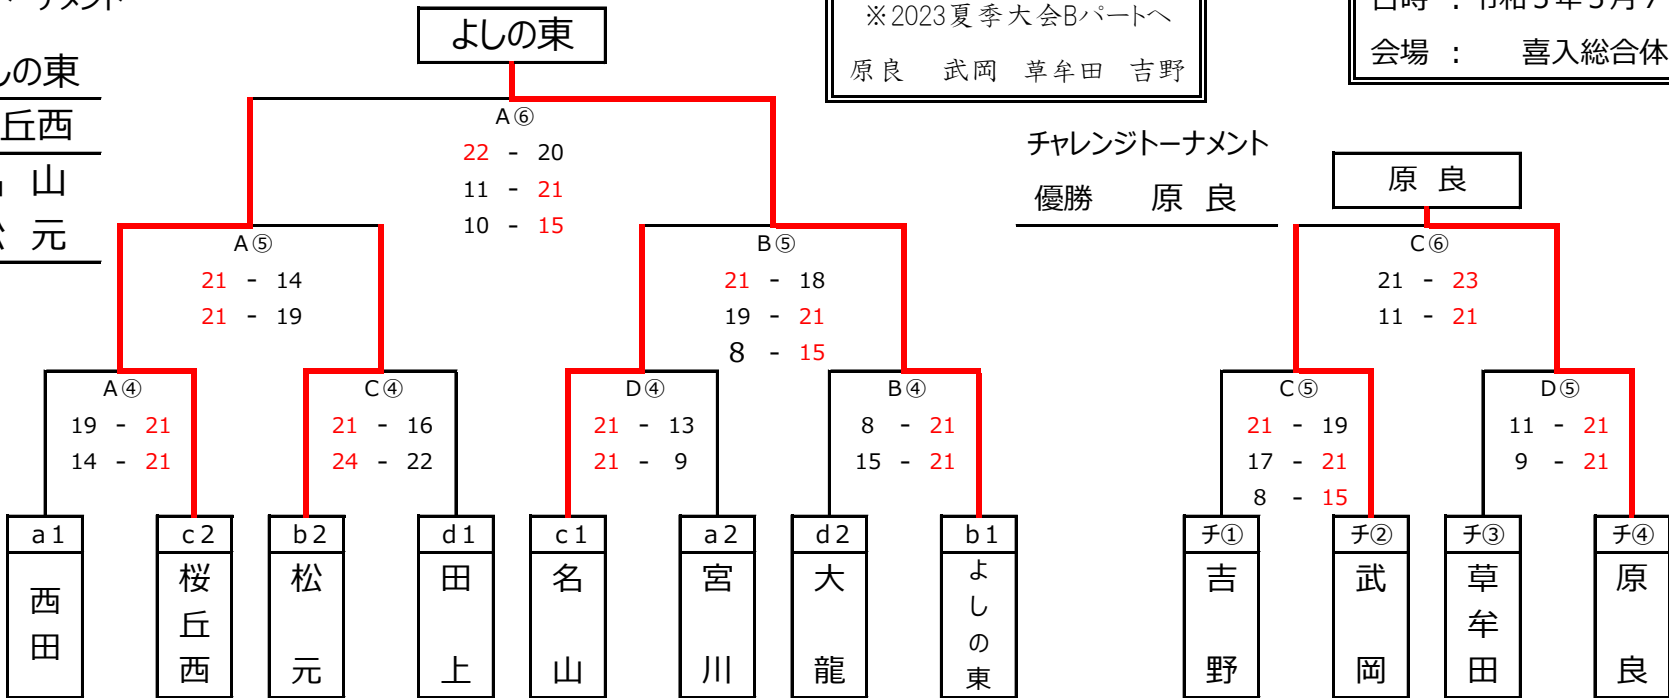 ーナメント
よしの東
※2023夏季大会Bパートへ
原良 武岡 草牟田 吉野
会場 : 喜入総合体
しの東
丘西
山
元
A⑥
22 - 20
11 - 21
10 - 15
チャレンジトーナメント
優勝 原 良
原 良
A⑤
21 - 14
21 - 19
B⑤
21 - 18
19 - 21
8 - 15
C⑥
21 - 23
11 - 21
A④
19 - 21
14 - 21
C④
21 - 16
24 - 22
D④
21 - 13
21 - 9
B④
8 - 21
15 - 21
C⑤
21 - 19
17 - 21
8 - 15
D⑤
11 - 21
9 - 21
a1 c2 b2 d1 c1 a2 d2 b1 チ① チ② チ③ チ④
西田
桜丘西
松元
田上
名山
宮川
大龍
よしの東
吉野
武岡
草牟田
原良